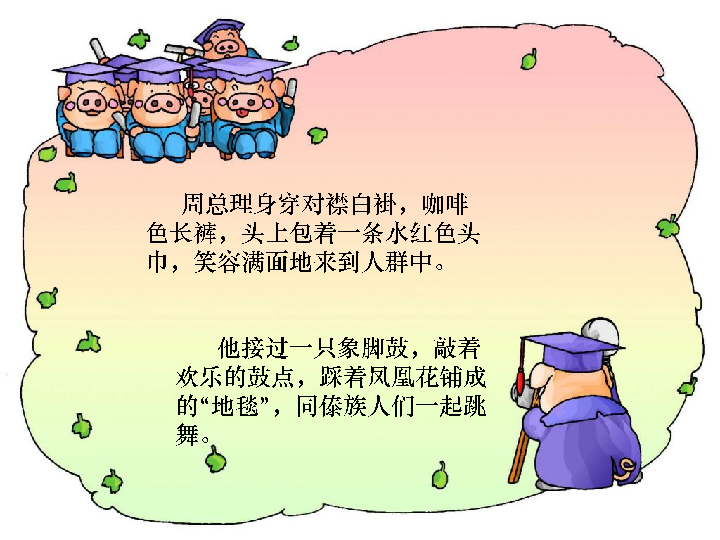 周总理身穿对襟白褂，咖啡
色长裤，头上包着一条水红色头
巾，笑容满面地来到人群中。
他接过一只象脚鼓，敲着
欢乐的鼓点，踩着凤凰花铺成
的“地毯”，同傣族人们一起跳
舞。